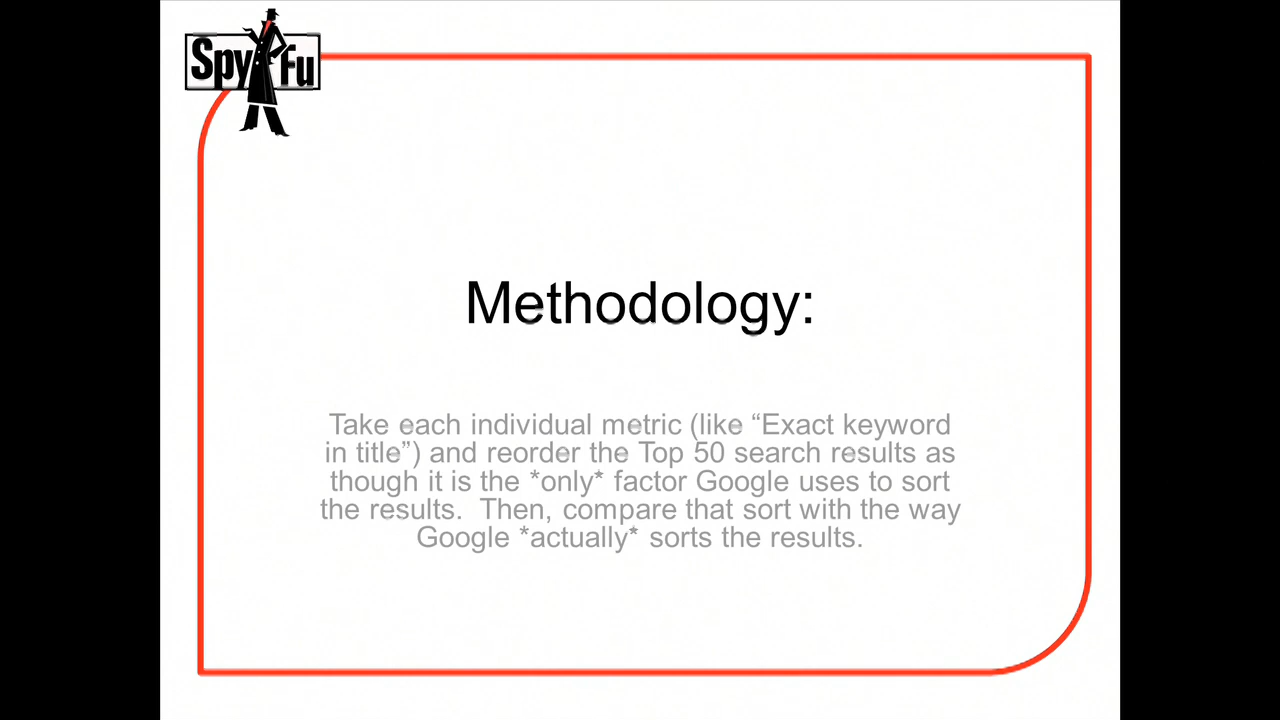 SpyFu
Methodology:
Take each individual metric (like “Exact keyword
in title”) and reorder the Top 50 search results as
though it is the *only* factor Google uses to sort
the results.  Then, compare that sort with the way
Google *actually* sorts the results.